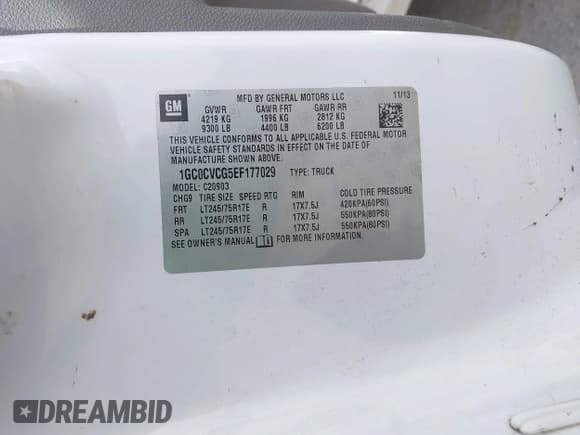 GM
MFD BY GENERAL MOTORS LLC 11/13
GVWR GAWR FRT GAWR RR
4219 KG 1996 KG 2812 KG
9300 LB 4400 LB 6200 LB
THIS VEHICLE CONFORMS TO ALL APPLICABLE U.S. FEDERAL MOTOR
VEHICLE SAFETY STANDARDS IN EFFECT ON THE DATE OF
MANUFACTURE SHOWN ABOVE.
1GC0CVCG5EF177029 TYPE: TRUCK
MODEL: C20903
CHG9 TIRE SIZE SPEED RTG RIM COLD TIRE PRESSURE
FRT LT245/75R17E R 17X7.5J 420KPA(60PSI)
RR LT245/75R17E R 17X7.5J 550KPA(80PSI)
SPA LT245/75R17E R 17X7.5J 550KPA(80PSI)
SEE OWNER'S MANUAL FOR MORE INFORMATION.
DREAMBID